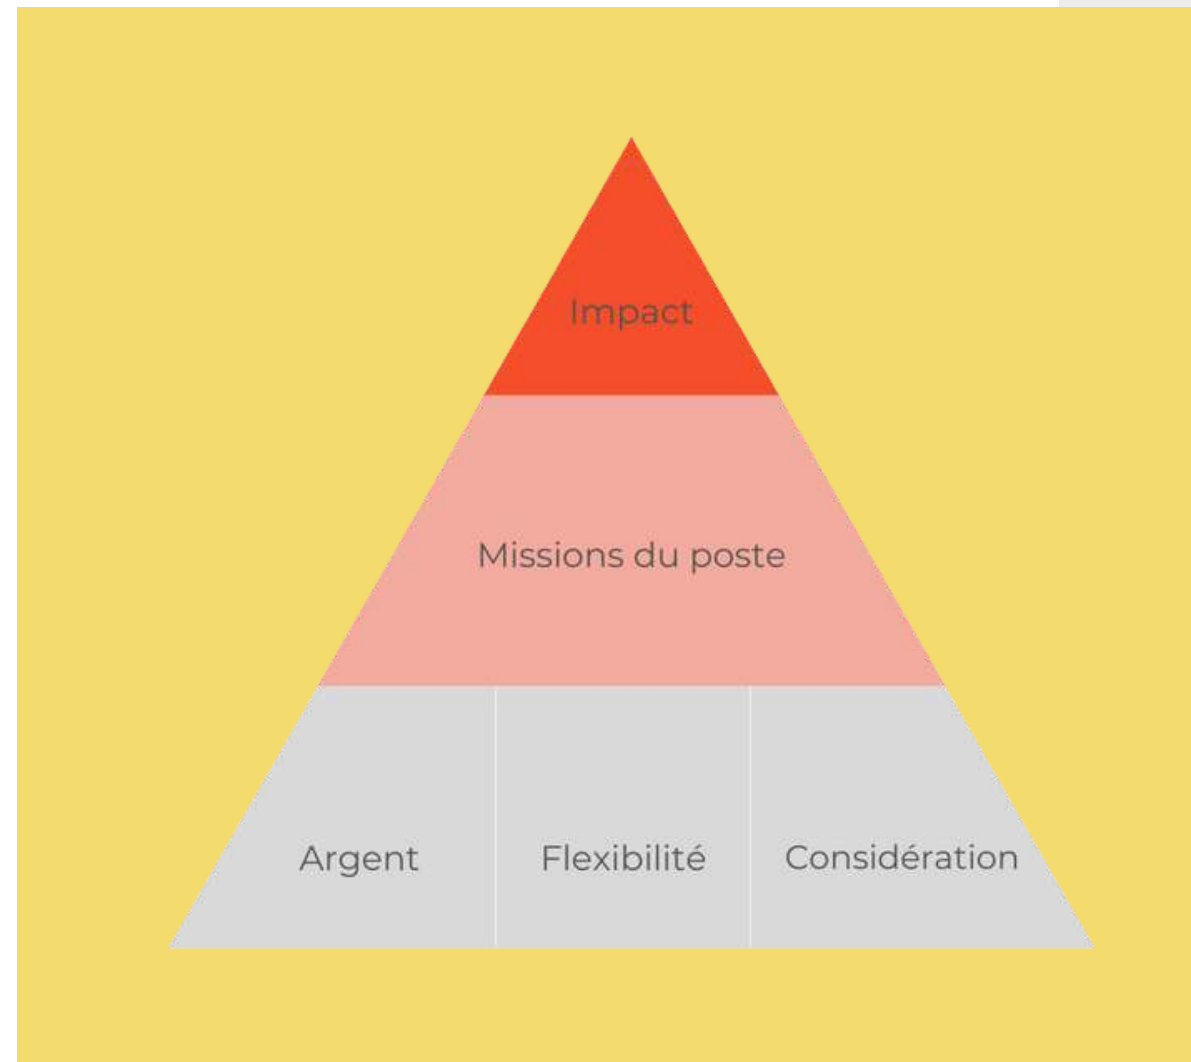 Impact
Missions du poste
Argent
Flexibilité
Considération